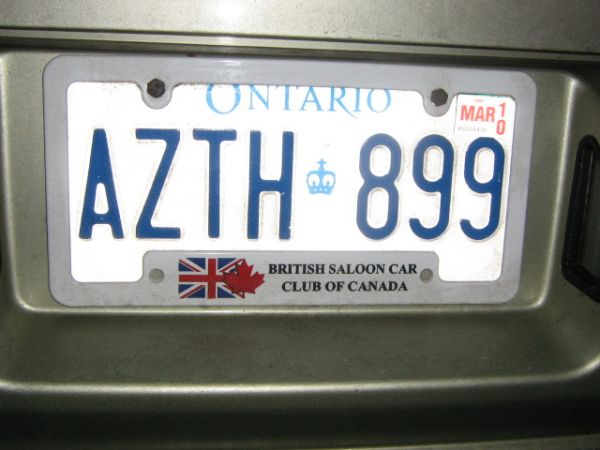 ONTARIO
MAR 10
AZTH 899
BRITISH SALOON CAR
CLUB OF CANADA